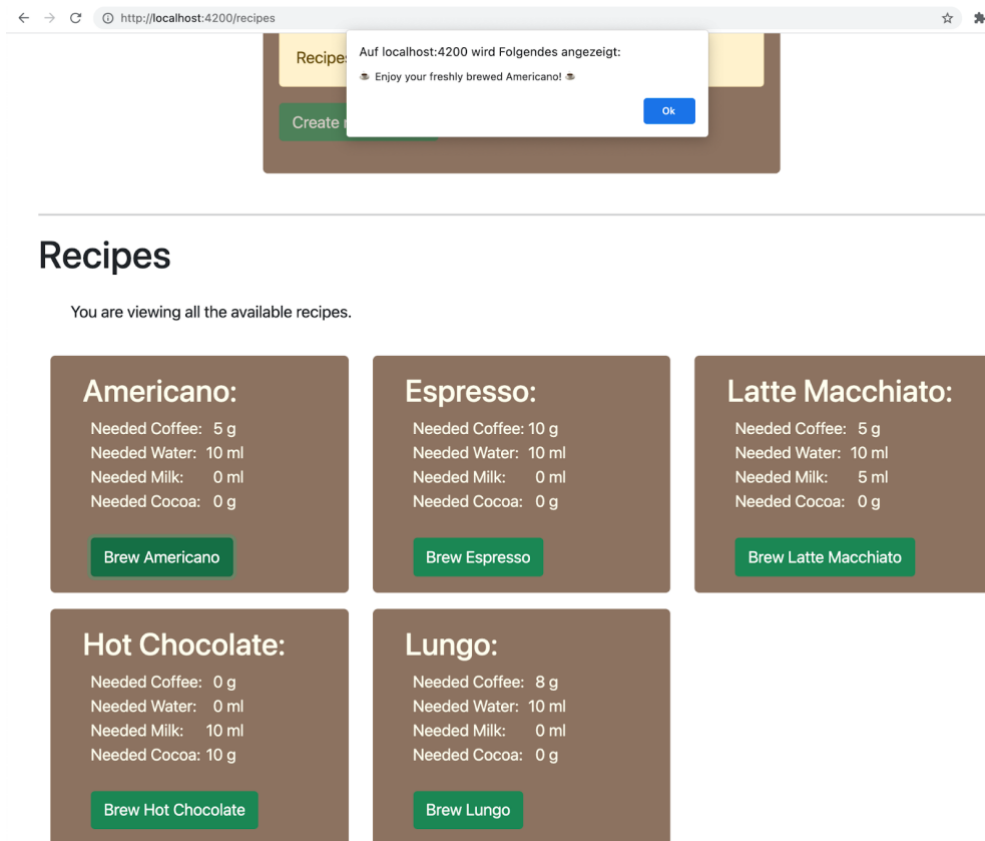 http://localhost:4200/recipes
Auf localhost:4200 wird Folgendes angezeigt:
☕ Enjoy your freshly brewed Americano! ☕
Ok
Recipes
Create
Recipes
You are viewing all the available recipes.
Americano:
Needed Coffee: 5 g
Needed Water: 10 ml
Needed Milk: 0 ml
Needed Cocoa: 0 g
Brew Americano
Espresso:
Needed Coffee: 10 g
Needed Water: 10 ml
Needed Milk: 0 ml
Needed Cocoa: 0 g
Brew Espresso
Latte Macchiato:
Needed Coffee: 5 g
Needed Water: 10 ml
Needed Milk: 5 ml
Needed Cocoa: 0 g
Brew Latte Macchiato
Hot Chocolate:
Needed Coffee: 0 g
Needed Water: 0 ml
Needed Milk: 10 ml
Needed Cocoa: 10 g
Brew Hot Chocolate
Lungo:
Needed Coffee: 8 g
Needed Water: 10 ml
Needed Milk: 0 ml
Needed Cocoa: 0 g
Brew Lungo